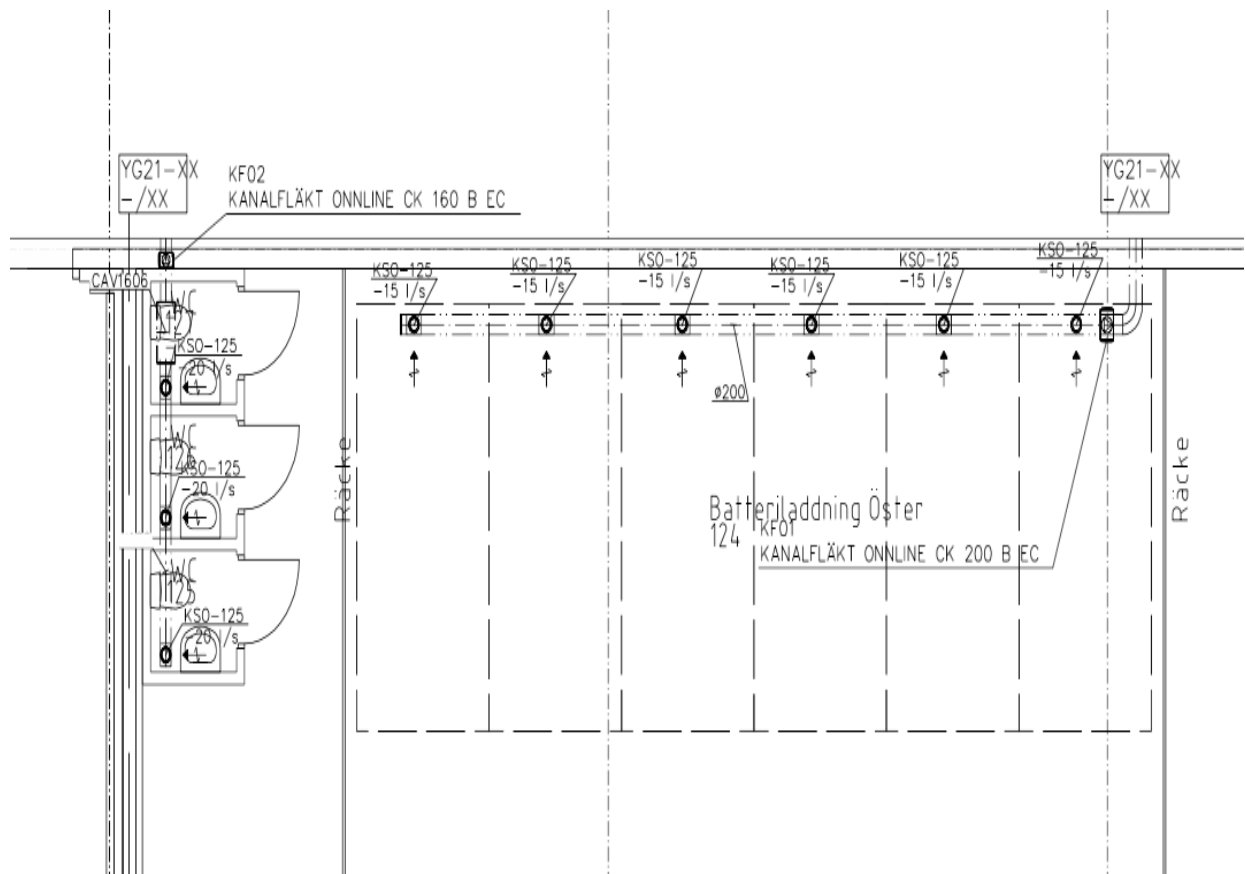 YG21-XX
-/XX
KF02
KANALFLÄKT ONNLINE CK 160 B EC
YG21-XX
-/XX
CAV1606
KSO-125
-15 l/s
KSO-125
-15 l/s
KSO-125
-15 l/s
KSO-125
-15 l/s
KSO-125
-15 l/s
KSO-125
-15 l/s
WC
KSO-125
-20 l/s
ø200
WC
126
KSO-125
-20 l/s
Räcke
Räcke
Batteriladdning Öster
124
KF01
KANALFLÄKT ONNLINE CK 200 B EC
WC
125
KSO-125
-20 l/s